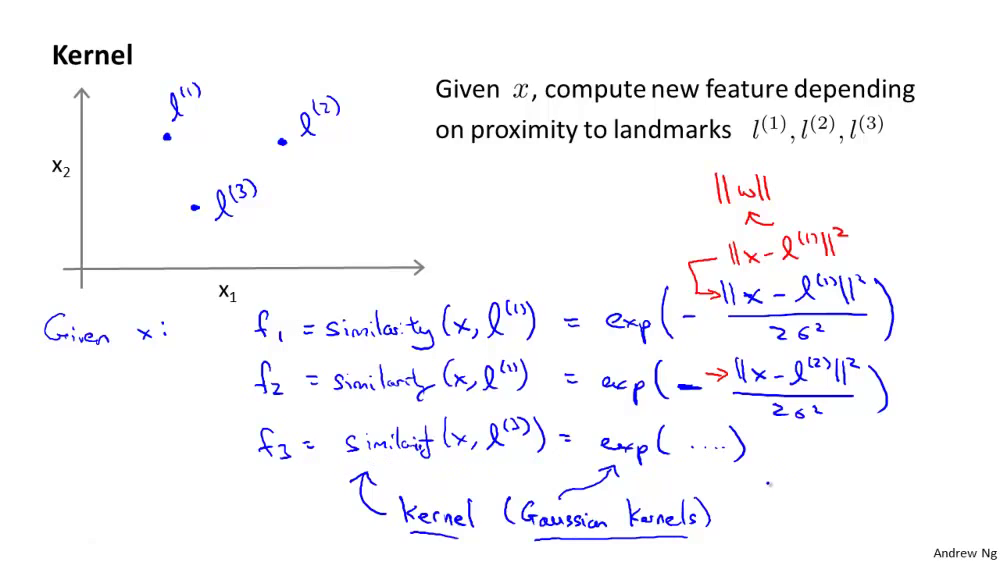 Kernel
l⁽¹⁾
l⁽²⁾
x₂
l⁽³⁾
x₁
Given x, compute new feature depending
on proximity to landmarks l⁽¹⁾, l⁽²⁾, l⁽³⁾
||w||
||x - l⁽¹⁾||²
Given x: f₁ = similarity(x, l⁽¹⁾) = exp(- ||x - l⁽¹⁾||² / 2σ²)
f₂ = similarity(x, l⁽¹⁾) = exp(- ||x - l⁽²⁾||² / 2σ²)
f₃ = similarity(x, l⁽³⁾) = exp(....)
kernel (Gaussian kernels)
Andrew Ng